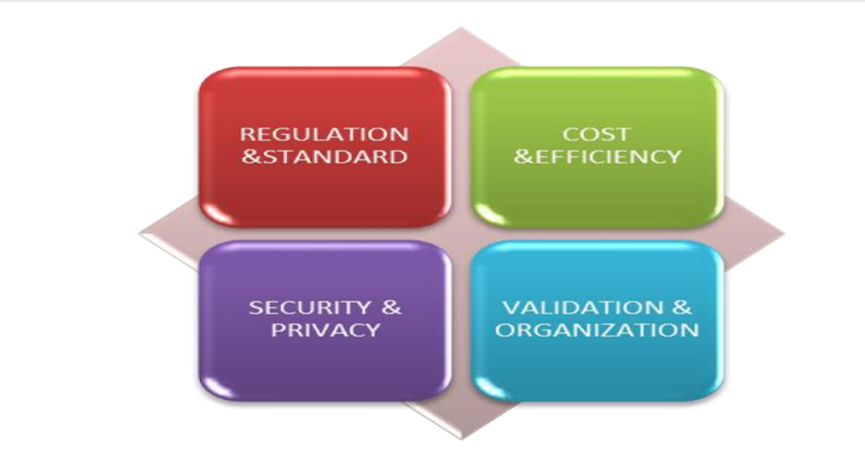 REGULATION
&STANDARD
COST
&EFFICIENCY
SECURITY &
PRIVACY
VALIDATION &
ORGANIZATION